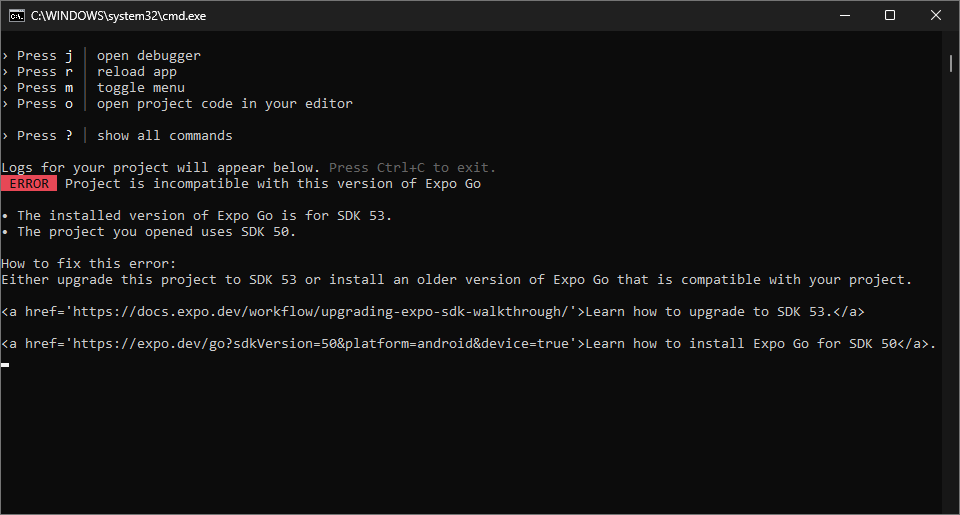 C:\WINDOWS\system32\cmd.exe
› Press j │ open debugger
› Press r │ reload app
› Press m │ toggle menu
› Press o │ open project code in your editor
› Press ? │ show all commands
Logs for your project will appear below. Press Ctrl+C to exit.
ERROR Project is incompatible with this version of Expo Go
• The installed version of Expo Go is for SDK 53.
• The project you opened uses SDK 50.
How to fix this error:
Either upgrade this project to SDK 53 or install an older version of Expo Go that is compatible with your project.
<a href='https://docs.expo.dev/workflow/upgrading-expo-sdk-walkthrough/'>Learn how to upgrade to SDK 53.</a>
<a href='https://expo.dev/go?sdkVersion=50&platform=android&device=true'>Learn how to install Expo Go for SDK 50</a>.